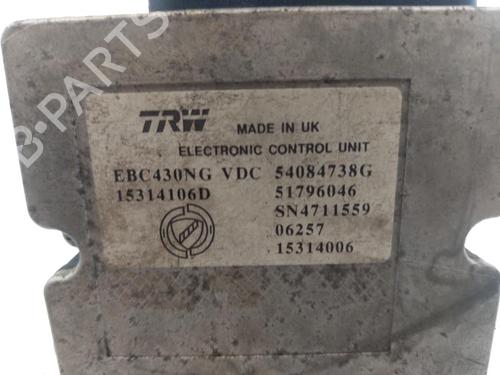 B-PARTS
TRW MADE IN UK
ELECTRONIC CONTROL UNIT
EBC430NG VDC 54084738G
15314106D 51796046
SN4711559
06257
15314006